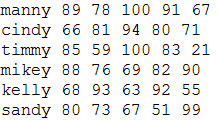 manny 89 78 100 91 67
cindy 66 81 94 80 71
timmy 85 59 100 83 21
mikey 88 76 69 82 90
kelly 68 93 63 92 55
sandy 80 73 67 51 99